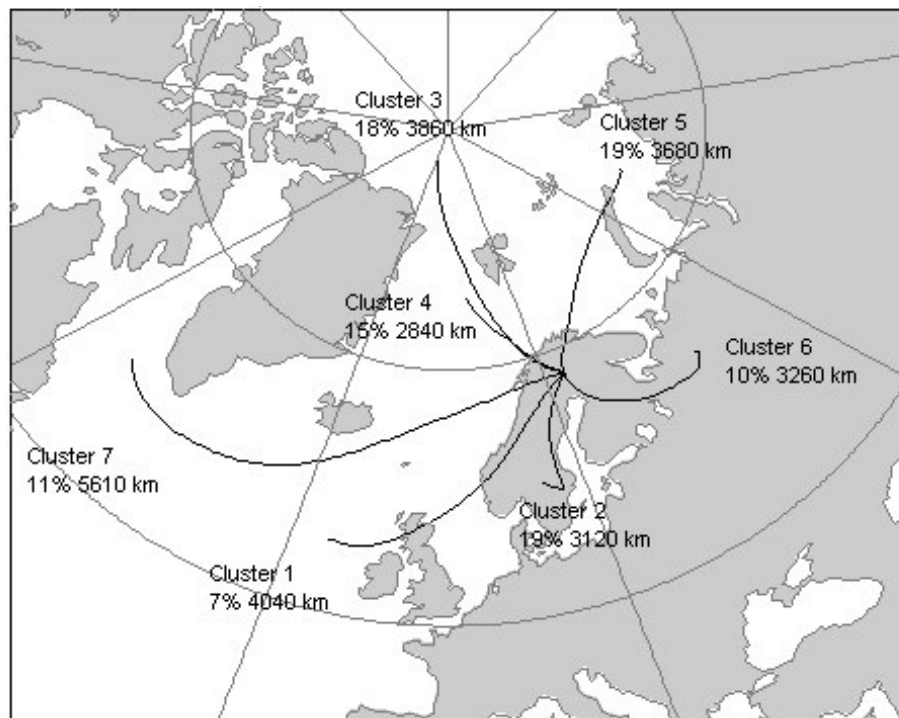 Cluster 3
18% 3860 km
Cluster 5
19% 3680 km
Cluster 4
15% 2840 km
Cluster 6
10% 3260 km
Cluster 7
11% 5610 km
Cluster 2
19% 3120 km
Cluster 1
7% 4040 km